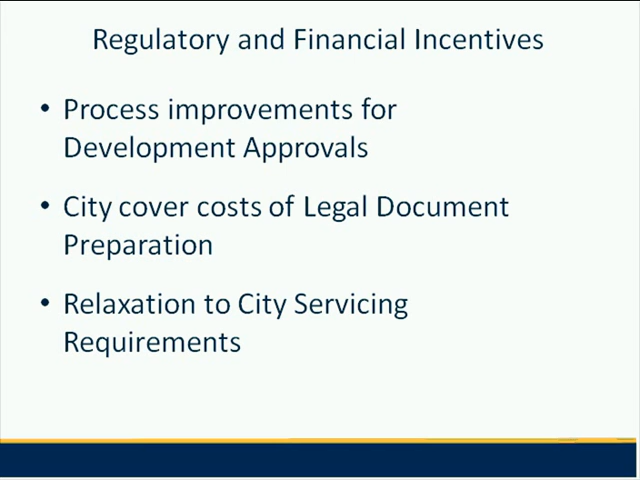 Regulatory and Financial Incentives
• Process improvements for
Development Approvals
• City cover costs of Legal Document
Preparation
• Relaxation to City Servicing
Requirements